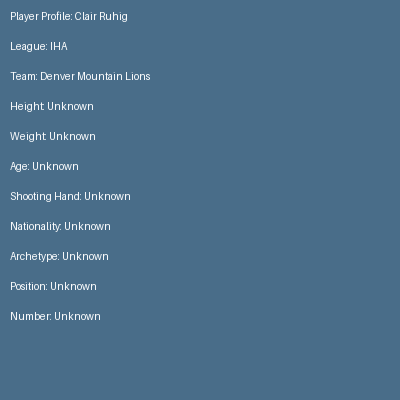 Player Profile: Clair Ruhig
League: IHA
Team: Denver Mountain Lions
Height: Unknown
Weight: Unknown
Age: Unknown
Shooting Hand: Unknown
Nationality: Unknown
Archetype: Unknown
Position: Unknown
Number: Unknown